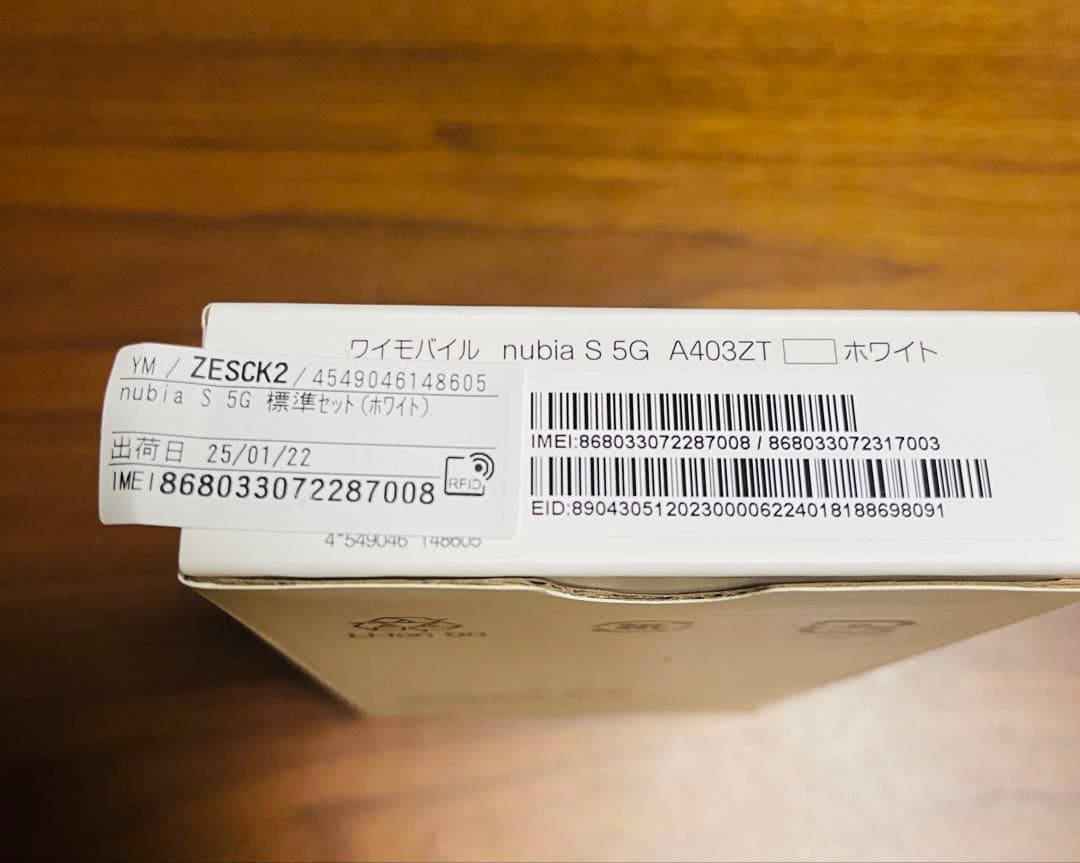 ワイモバイル nubia S 5G A403ZT ホワイト
YM / ZESCK2 / 4549046148605
nubia S 5G 標準セット(ホワイト)
出荷日 25/01/22
IMEI 868033072287008
RFID
IMEI:868033072287008 / 868033072317003
EID:89043051202300006224018188698091
4 549046 148605